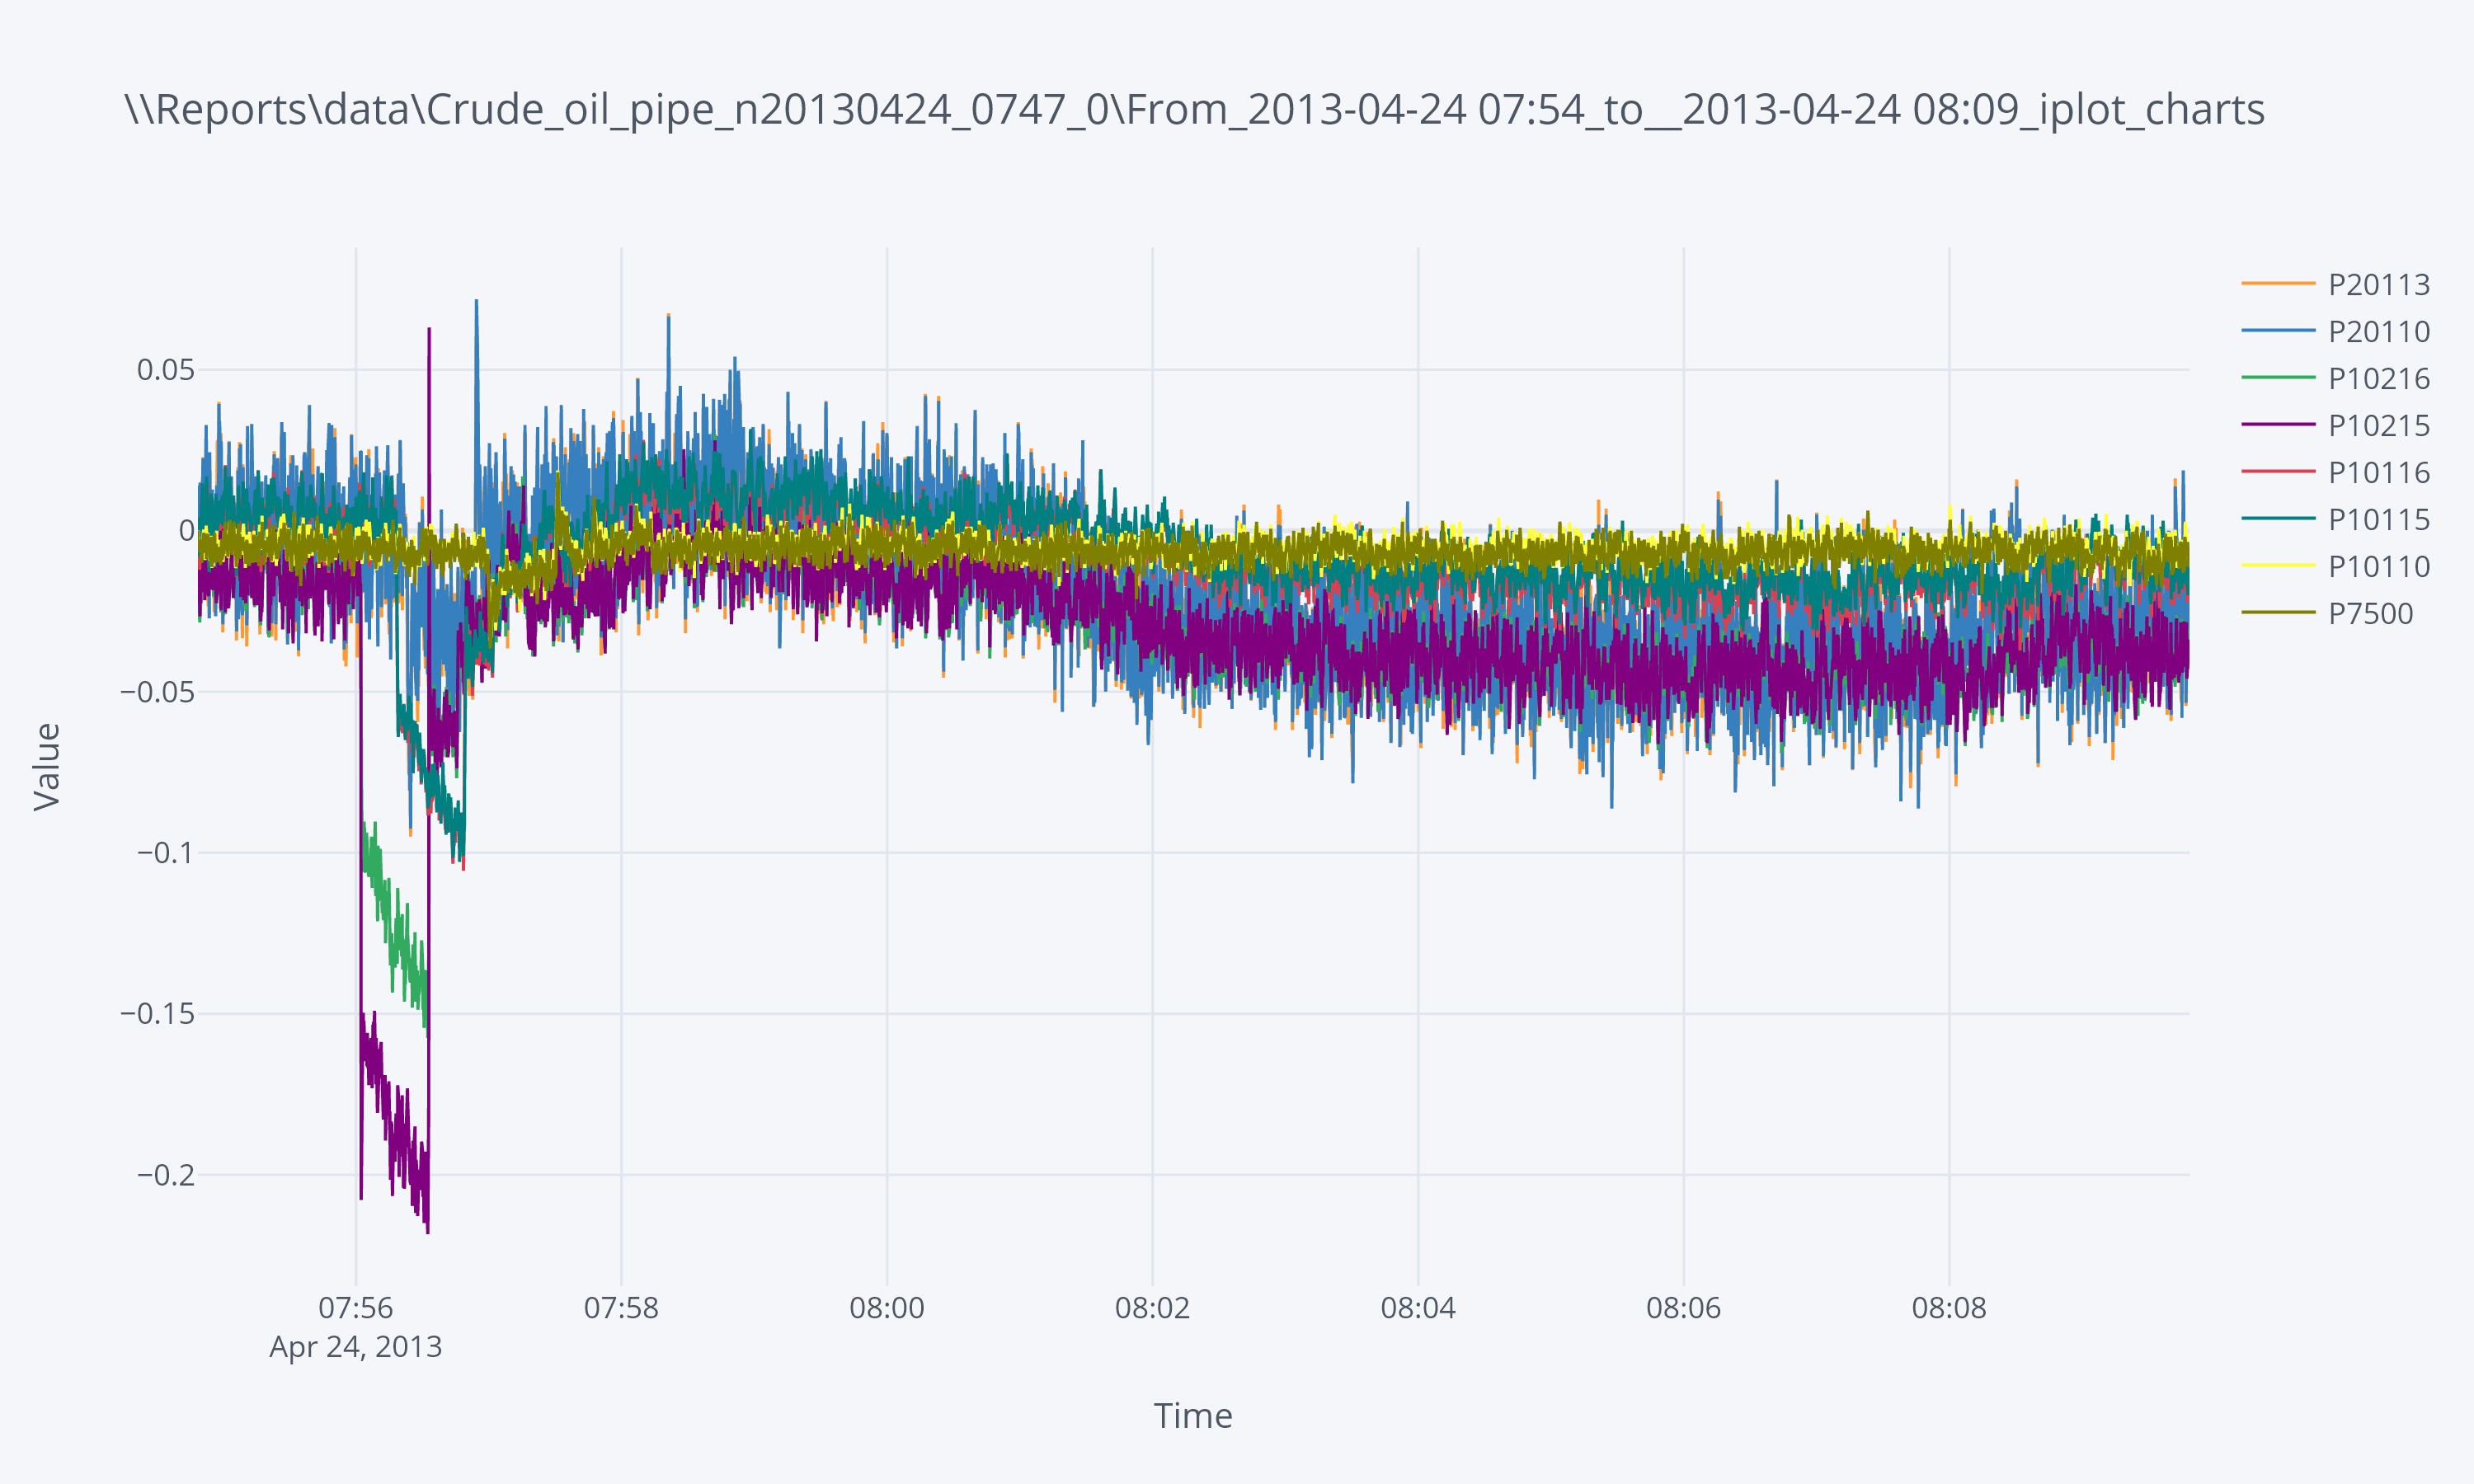 \\Reports\data\Crude_oil_pipe_n20130424_0747_0\From_2013-04-24 07:54_to__2013-04-24 08:09_iplot_charts
P20113
P20110
P10216
P10215
P10116
P10115
P10110
P7500
0.05
0
−0.05
−0.1
−0.15
−0.2
Value
07:56
Apr 24, 2013
07:58
08:00
08:02
08:04
08:06
08:08
Time